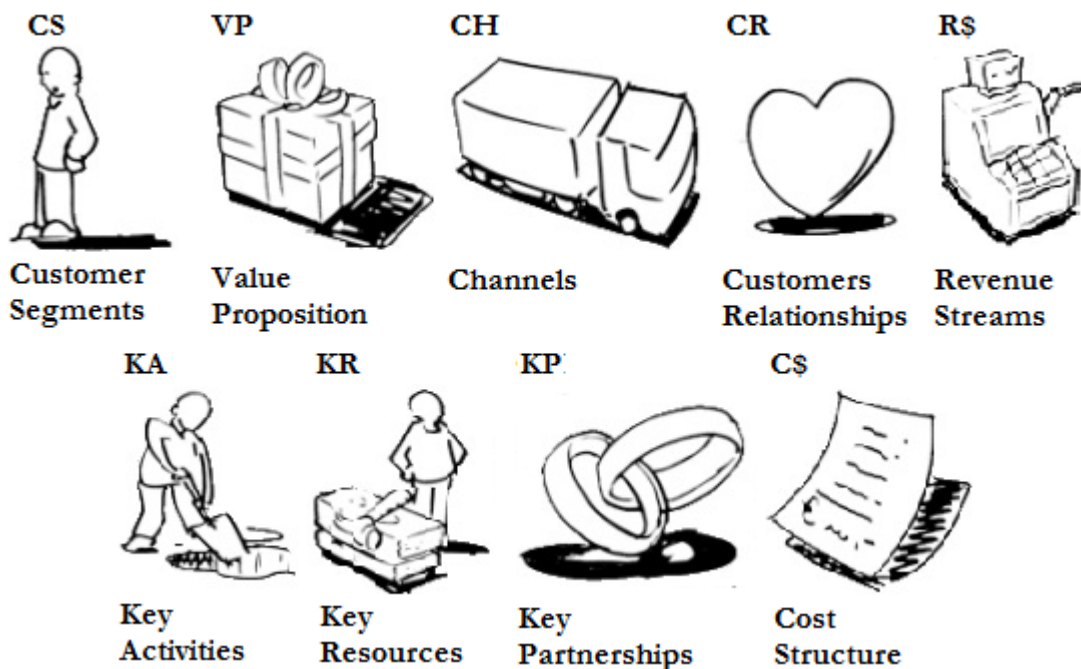 CS VP CH CR R$
Customer Segments
Value Proposition
Channels
Customers Relationships
Revenue Streams
KA KR KP C$
Key Activities
Key Resources
Key Partnerships
Cost Structure